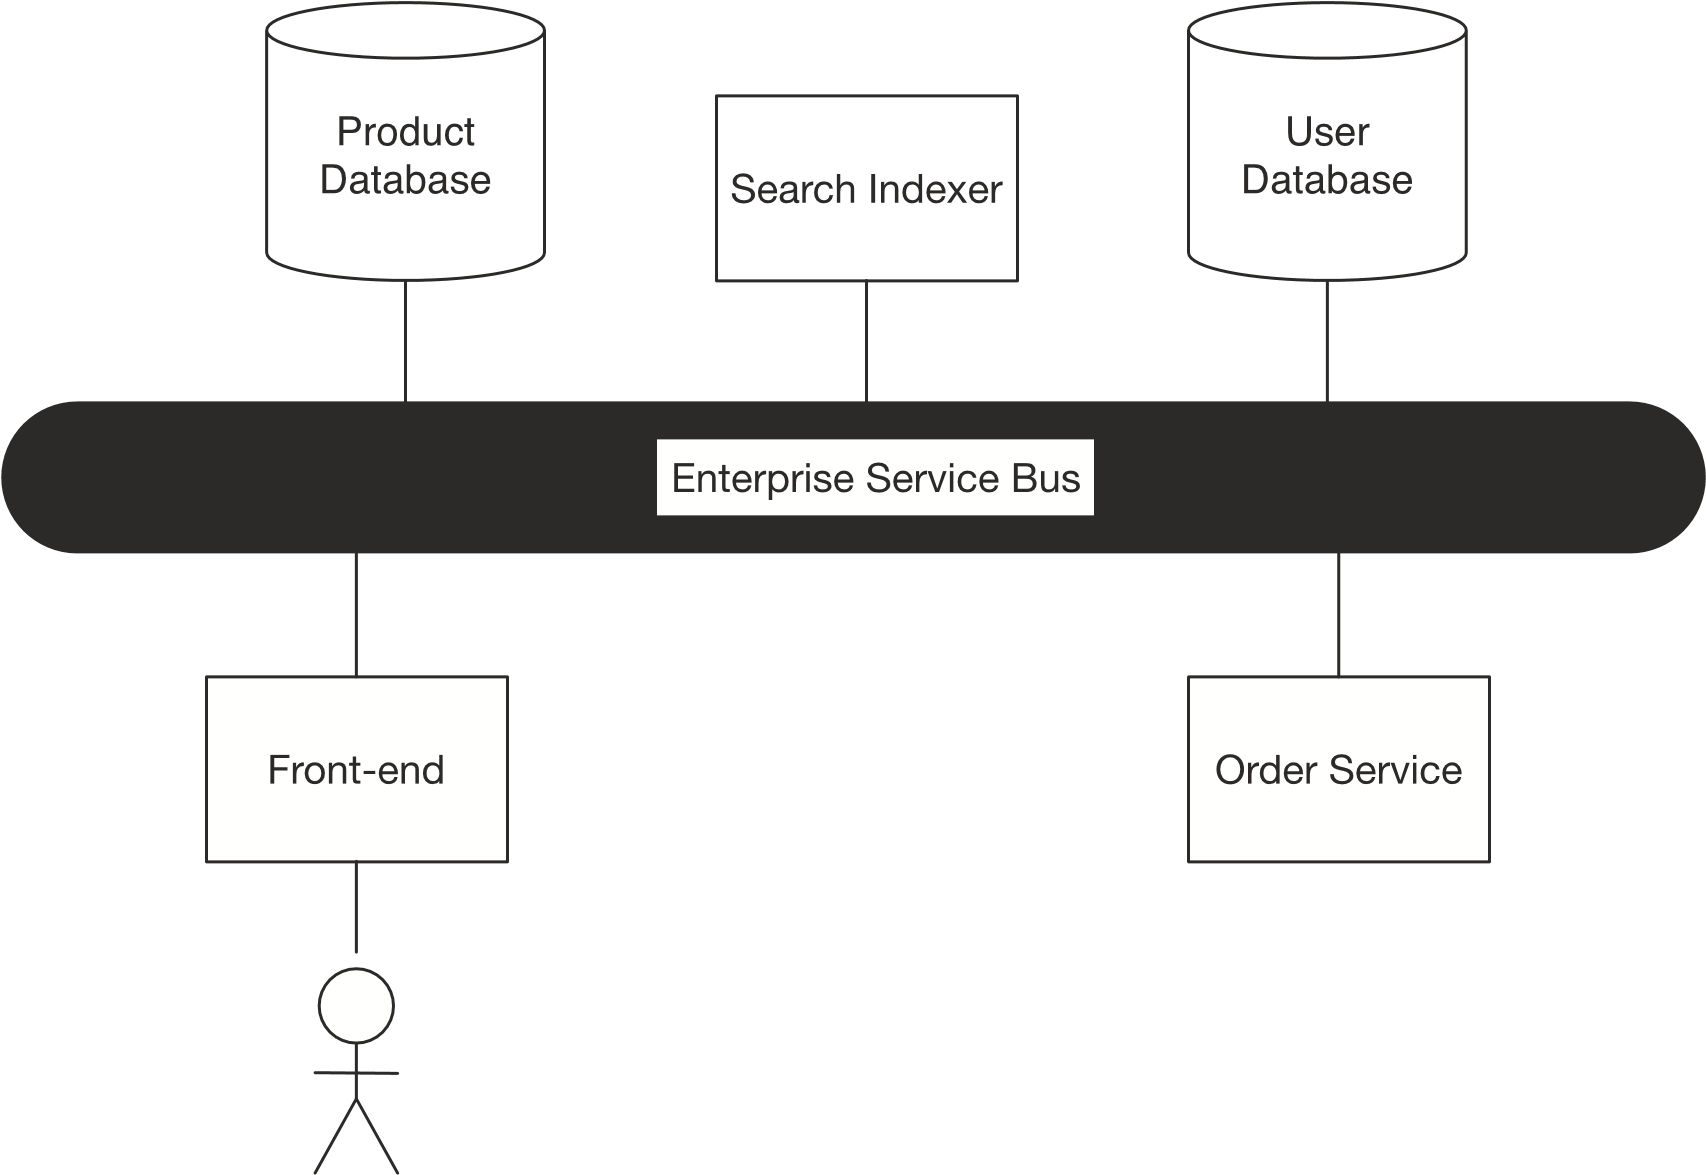 Product
Database
Search Indexer
User
Database
Enterprise Service Bus
Front-end
Order Service